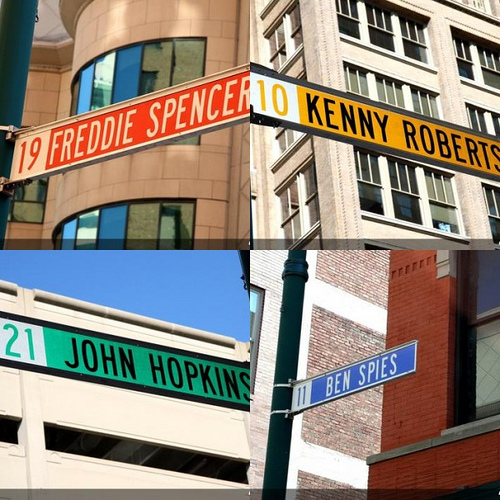 19 FREDDIE SPENCER
10 KENNY ROBERTS
21 JOHN HOPKINS
11 BEN SPIES